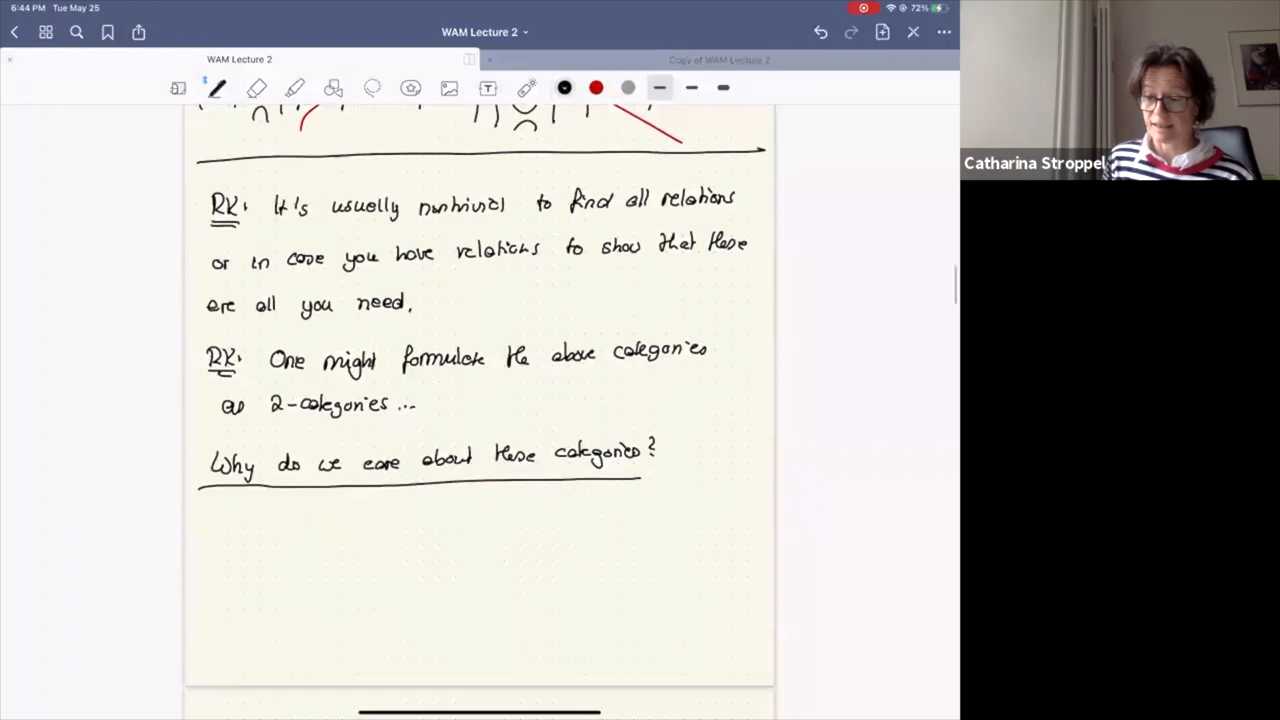 6:44 PM Tue May 25
72%
WAM Lecture 2
WAM Lecture 2
Copy of WAM Lecture 2
Catharina Stroppel
RK: It's usually nontrivial to find all relations
or in case you have relations to show that these
are all you need.
RK: One might formulate the above categories
as 2-categories...
Why do we care about these categories?